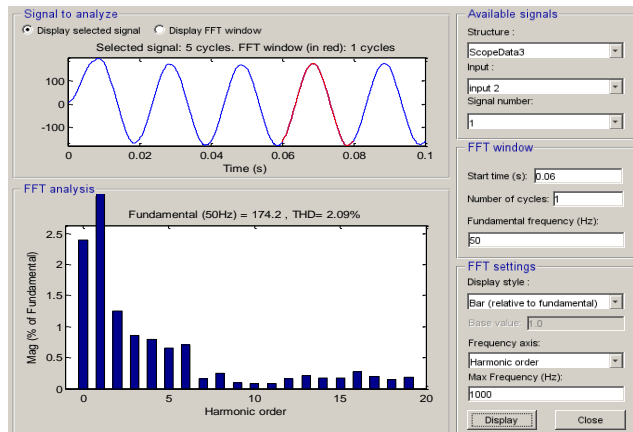 Signal to analyze
Display selected signal Display FFT window
Selected signal: 5 cycles. FFT window (in red): 1 cycles
100
0
-100
0 0.02 0.04 0.06 0.08 0.1
Time (s)
FFT analysis
Fundamental (50Hz) = 174.2 , THD= 2.09%
2.5
2
1.5
1
0.5
0
Mag (% of Fundamental)
0 5 10 15 20
Harmonic order
Available signals
Structure :
ScopeData3
Input :
input 2
Signal number:
1
FFT window
Start time (s): 0.06
Number of cycles: 1
Fundamental frequency (Hz):
50
FFT settings
Display style :
Bar (relative to fundamental)
Base value: 1.0
Frequency axis:
Harmonic order
Max Frequency (Hz):
1000
Display Close